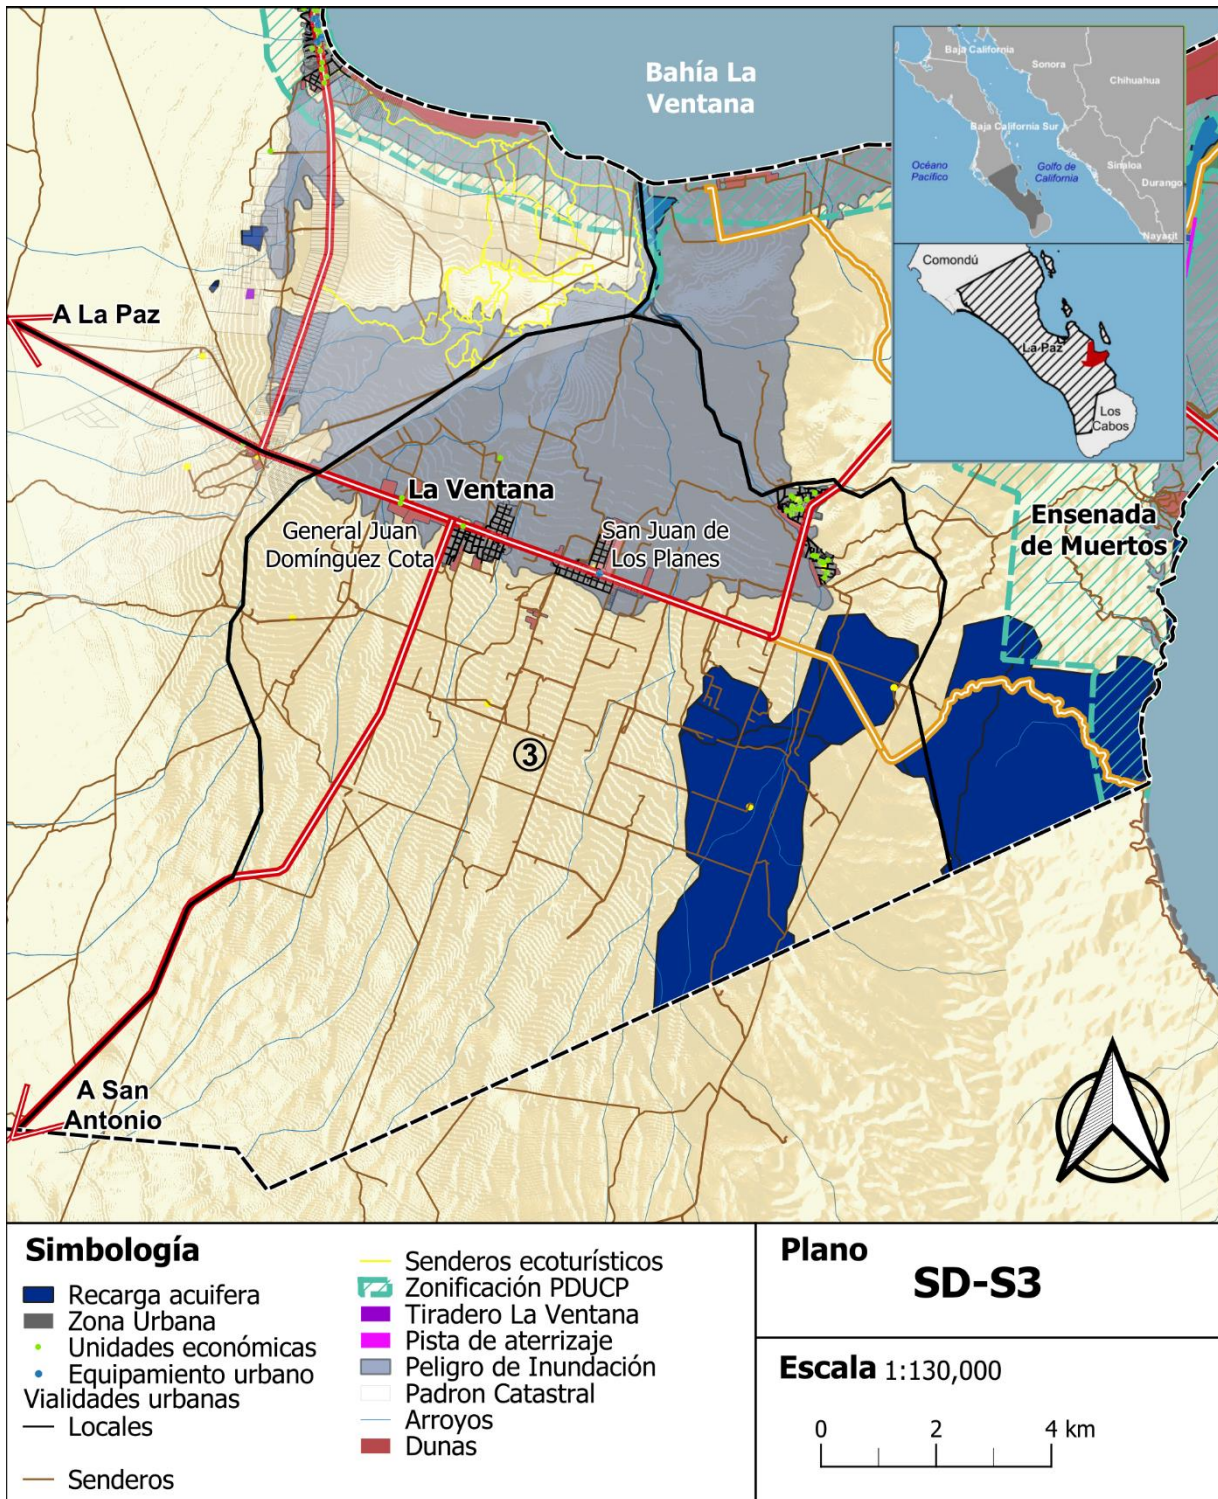 Bahía La
Ventana
Baja California
Sonora
Chihuahua
Baja California Sur
Océano
Pacífico
Golfo de
California
Sinaloa
Durango
Nayarit
Comondú
La Paz
Los
Cabos
A La Paz
La Ventana
General Juan
Domínguez Cota
San Juan de
Los Planes
Ensenada
de Muertos
3
A San
Antonio
Simbología
Recarga acuifera
Zona Urbana
Unidades económicas
Equipamiento urbano
Vialidades urbanas
Locales
Senderos
Senderos ecoturísticos
Zonificación PDUCP
Tiradero La Ventana
Pista de aterrizaje
Peligro de Inundación
Padron Catastral
Arroyos
Dunas
Plano
SD-S3
Escala 1:130,000
0 2 4 km